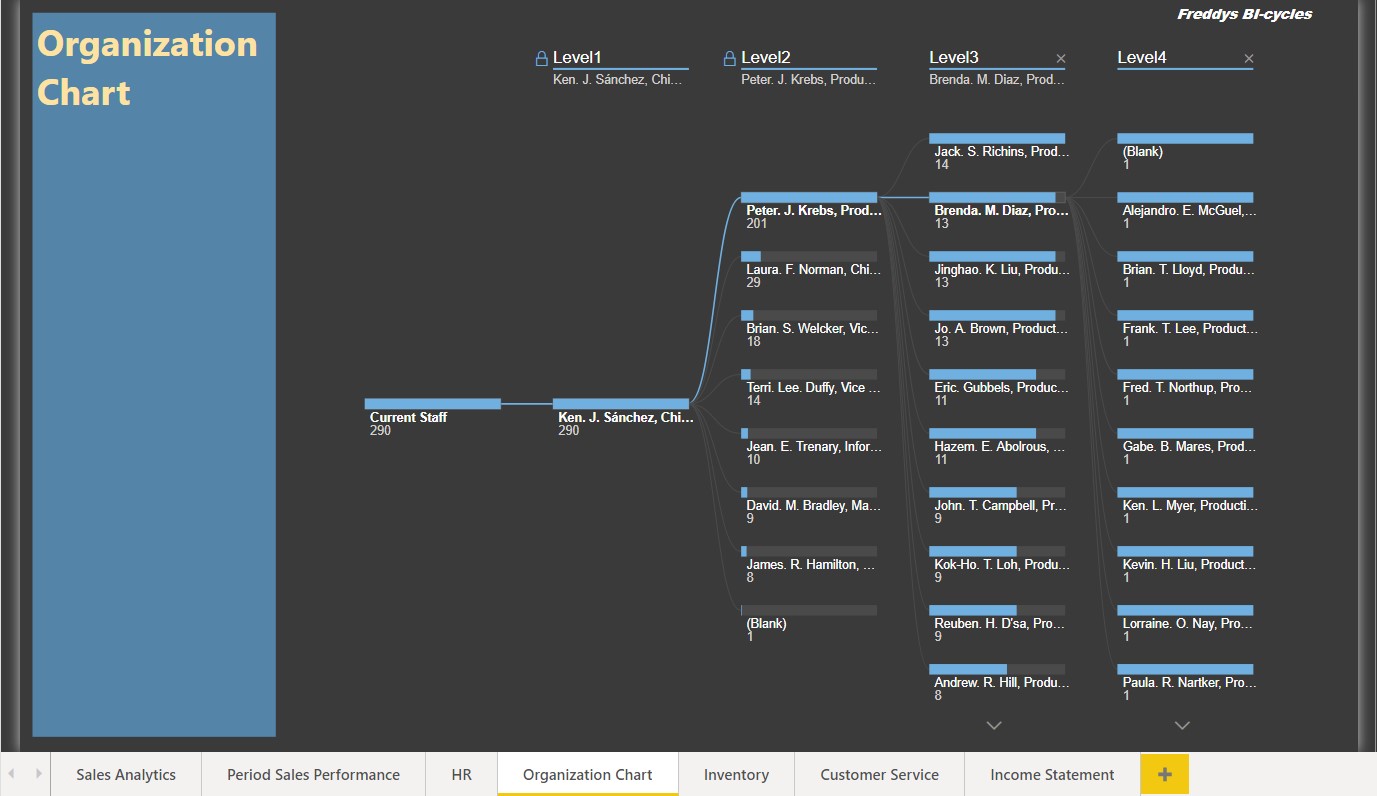 Freddys BI-cycles
Organization
Chart
Level1
Ken. J. Sánchez, Chi...
Level2
Peter. J. Krebs, Produ...
Level3
Brenda. M. Diaz, Prod...
Level4
Current Staff
290
Ken. J. Sánchez, Chi...
290
Peter. J. Krebs, Prod...
201
Laura. F. Norman, Chi...
29
Brian. S. Welcker, Vic...
18
Terri. Lee. Duffy, Vice ...
14
Jean. E. Trenary, Infor...
10
David. M. Bradley, Ma...
9
James. R. Hamilton, ...
8
(Blank)
1
Jack. S. Richins, Prod...
14
Brenda. M. Diaz, Pro...
13
Jinghao. K. Liu, Produ...
13
Jo. A. Brown, Product...
13
Eric. Gubbels, Produc...
11
Hazem. E. Abolrous, ...
11
John. T. Campbell, Pr...
9
Kok-Ho. T. Loh, Produ...
9
Reuben. H. D'sa, Pro...
9
Andrew. R. Hill, Produ...
8
(Blank)
1
Alejandro. E. McGuel,...
1
Brian. T. Lloyd, Produ...
1
Frank. T. Lee, Product...
1
Fred. T. Northup, Pro...
1
Gabe. B. Mares, Prod...
1
Ken. L. Myer, Producti...
1
Kevin. H. Liu, Product...
1
Lorraine. O. Nay, Pro...
1
Paula. R. Nartker, Pro...
1
Sales Analytics
Period Sales Performance
HR
Organization Chart
Inventory
Customer Service
Income Statement